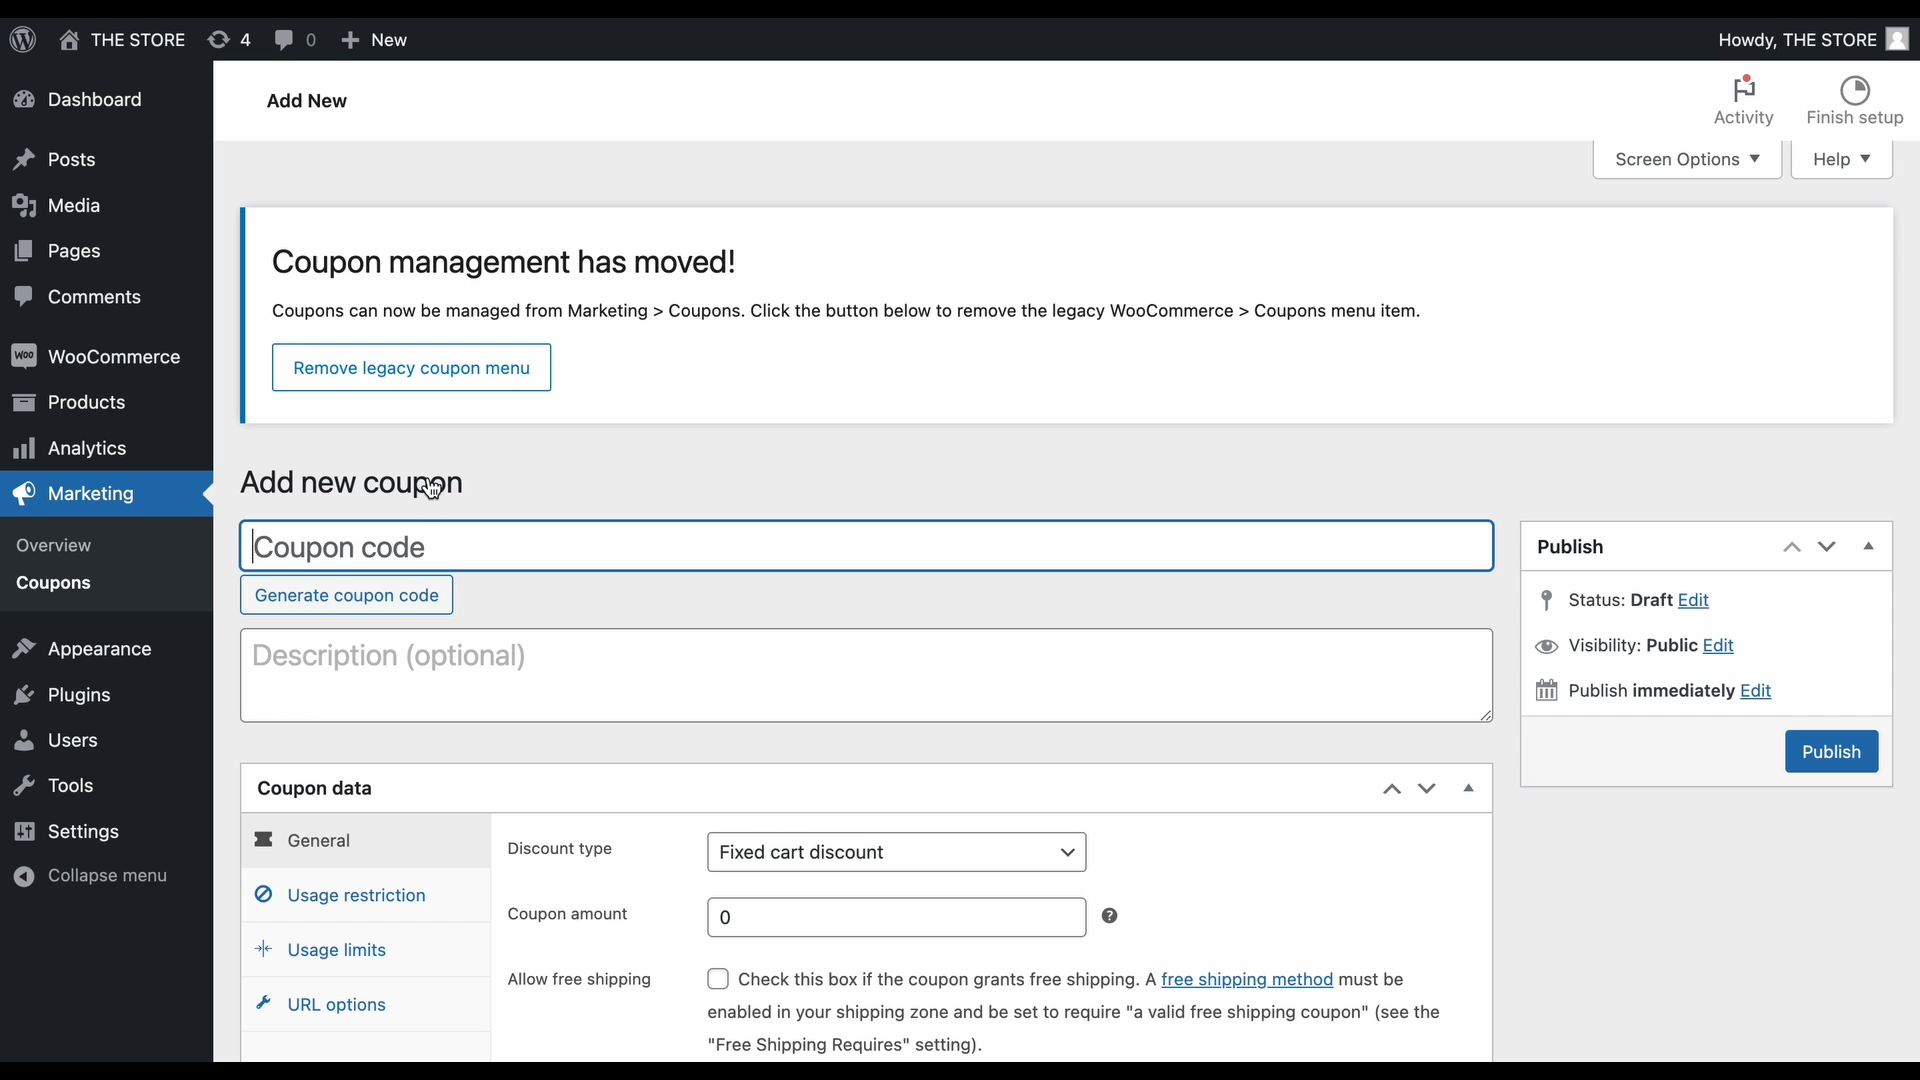 THE STORE 4 0 New Howdy, THE STORE
Dashboard
Posts
Media
Pages
Comments
WOO WooCommerce
Products
Analytics
Marketing
Overview
Coupons
Appearance
Plugins
Users
Tools
Settings
Collapse menu
Add New
Activity
Finish setup
Screen Options
Help
Coupon management has moved!
Coupons can now be managed from Marketing > Coupons. Click the button below to remove the legacy WooCommerce > Coupons menu item.
Remove legacy coupon menu
Add new coupon
Coupon code
Generate coupon code
Description (optional)
Publish
Status: Draft Edit
Visibility: Public Edit
Publish immediately Edit
Publish
Coupon data
General
Usage restriction
Usage limits
URL options
Discount type Fixed cart discount
Coupon amount 0 ?
Allow free shipping Check this box if the coupon grants free shipping. A free shipping method must be
enabled in your shipping zone and be set to require "a valid free shipping coupon" (see the
"Free Shipping Requires" setting).